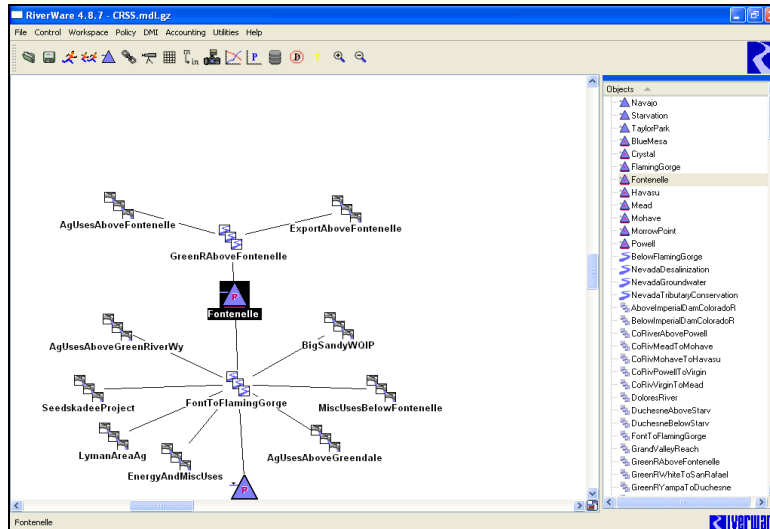 RiverWare 4.8.7 - CRSS.mdl.gz
File Control Workspace Policy DMI Accounting Utilities Help
in P D ?
Objects
Navajo
Starvation
TaylorPark
BlueMesa
Crystal
FlamingGorge
Fontenelle
Havasu
Mead
Mohave
MorrowPoint
Powell
BelowFlamingGorge
NevadaDesalinization
NevadaGroundwater
NevadaTributaryConservation
AboveImperialDamColoradoR
BelowImperialDamColoradoR
CoRiverAbovePowell
CoRivMeadToMohave
CoRivMohaveToHavasu
CoRivPowellToVirgin
CoRivVirginToMead
DoloresRiver
DuchesneAboveStarv
DuchesneBelowStarv
FontToFlamingGorge
GrandValleyReach
GreenRAboveFontenelle
GreenRWhiteToSanRafael
GreenRYampaToDuchesne
AgUsesAboveFontenelle
ExportAboveFontenelle
GreenRAboveFontenelle
P
Fontenelle
AgUsesAboveGreenRiverWy
BigSandyWQIP
SeedskadeeProject
FontToFlamingGorge
MiscUsesBelowFontenelle
LymanAreaAg
AgUsesAboveGreendale
EnergyAndMiscUses
P
Fontenelle
RiverWare